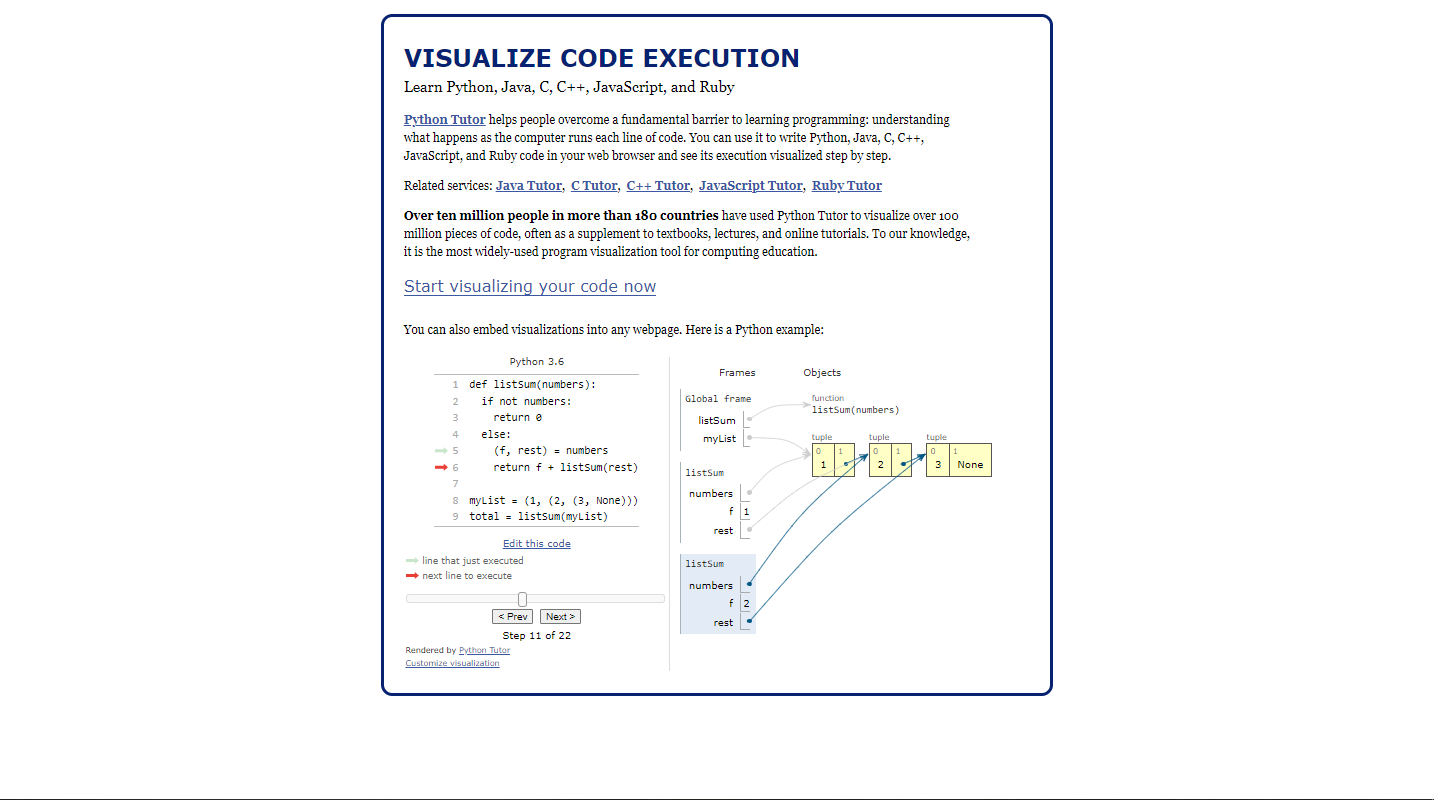 VISUALIZE CODE EXECUTION
Learn Python, Java, C, C++, JavaScript, and Ruby
Python Tutor helps people overcome a fundamental barrier to learning programming: understanding
what happens as the computer runs each line of code. You can use it to write Python, Java, C, C++,
JavaScript, and Ruby code in your web browser and see its execution visualized step by step.
Related services: Java Tutor, C Tutor, C++ Tutor, JavaScript Tutor, Ruby Tutor
Over ten million people in more than 180 countries have used Python Tutor to visualize over 100
million pieces of code, often as a supplement to textbooks, lectures, and online tutorials. To our knowledge,
it is the most widely-used program visualization tool for computing education.
Start visualizing your code now
You can also embed visualizations into any webpage. Here is a Python example:
Python 3.6
1 def listSum(numbers):
2   if not numbers:
3     return 0
4   else:
5     (f, rest) = numbers
6     return f + listSum(rest)
7
8 myList = (1, (2, (3, None)))
9 total = listSum(myList)
Edit this code
line that just executed
next line to execute
< Prev Next >
Step 11 of 22
Rendered by Python Tutor
Customize visualization
Frames Objects
Global frame
listSum
myList
function
listSum(numbers)
tuple tuple tuple
0 1 0 1 0 1
1 2 3 None
listSum
numbers
f 1
rest
listSum
numbers
f 2
rest